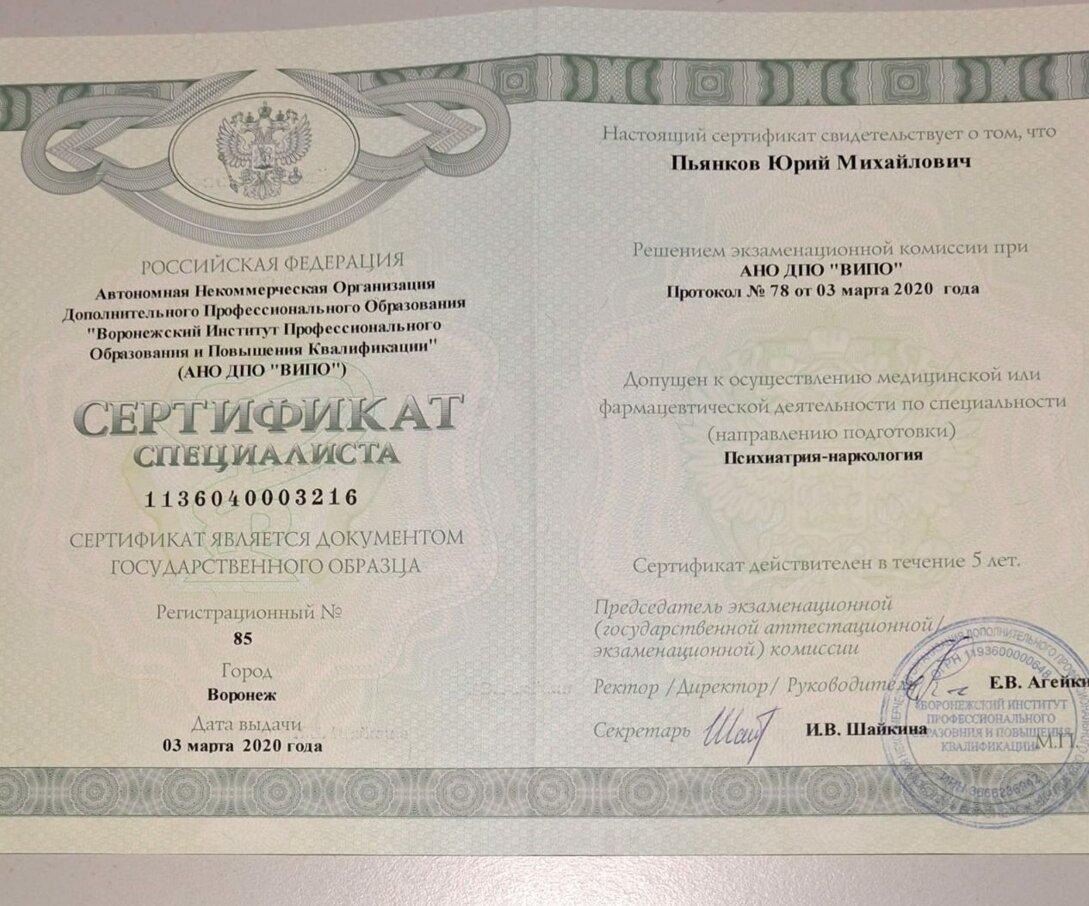 РОССИЙСКАЯ ФЕДЕРАЦИЯ
Автономная Некоммерческая Организация
Дополнительного Профессионального Образования
"Воронежский Институт Профессионального
Образования и Повышения Квалификации"
(АНО ДПО "ВИПО")
СЕРТИФИКАТ
СПЕЦИАЛИСТА
1136040003216
СЕРТИФИКАТ ЯВЛЯЕТСЯ ДОКУМЕНТОМ
ГОСУДАРСТВЕННОГО ОБРАЗЦА
Регистрационный №
85
Город
Воронеж
Дата выдачи
03 марта 2020 года
Настоящий сертификат свидетельствует о том, что
Пьянков Юрий Михайлович
Решением экзаменационной комиссии при
АНО ДПО "ВИПО"
Протокол № 78 от 03 марта 2020 года
Допущен к осуществлению медицинской или
фармацевтической деятельности по специальности
(направлению подготовки)
Психиатрия-наркология
Сертификат действителен в течение 5 лет.
Председатель экзаменационной
(государственной аттестационной/
экзаменационной) комиссии
Ректор /Директор/ Руководитель
Е.В. Агейки
Секретарь
И.В. Шайкина
М.П.
ВОРОНЕЖСКИЙ ИНСТИТУТ
ПРОФЕССИОНАЛЬНОГО
ОБРАЗОВНИЯ И ПОВЫШЕНИЯ
КВАЛИФИКАЦИИ